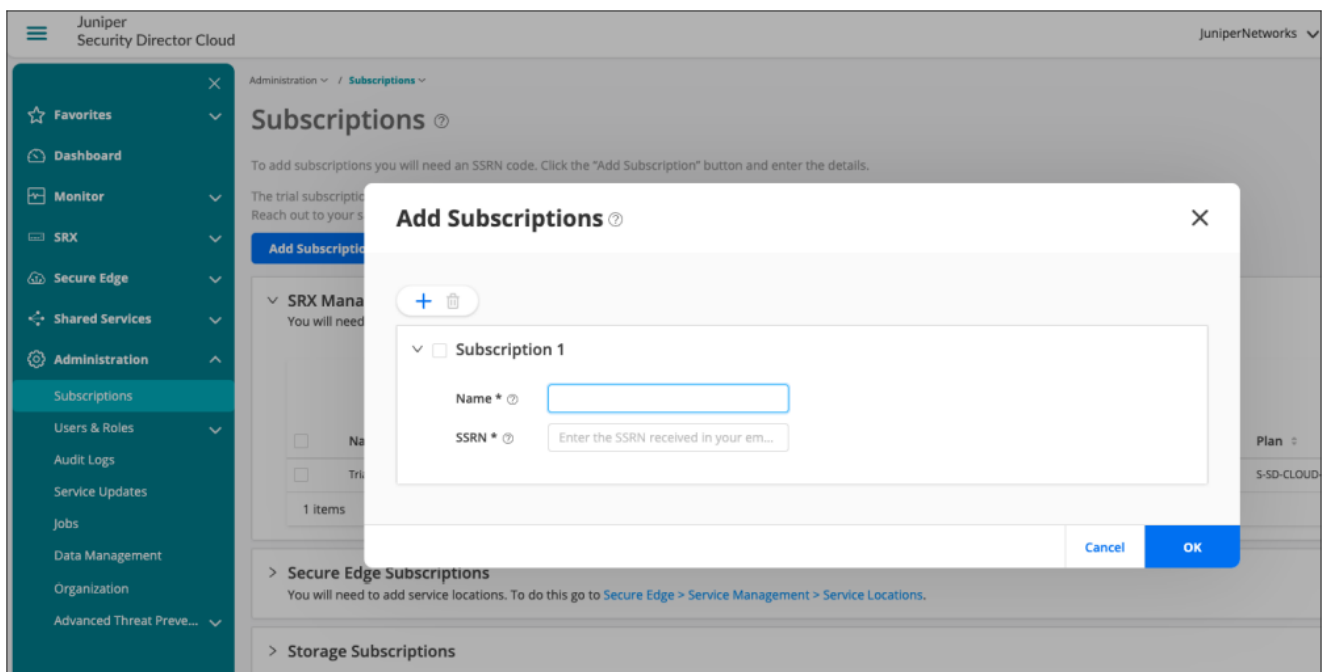 Juniper
Security Director Cloud
JuniperNetworks
Administration / Subscriptions
Favorites
Dashboard
Monitor
SRX
Secure Edge
Shared Services
Administration
Subscriptions
Users & Roles
Audit Logs
Service Updates
Jobs
Data Management
Organization
Advanced Threat Preve...
Subscriptions
To add subscriptions you will need an SSRN code. Click the "Add Subscription" button and enter the details.
The trial
Reach out to your
Add
SRX
You will need
1 items
Plan
S-SD-CLOUD-
Add Subscriptions
Subscription 1
Name *
SSRN *
Enter the SSRN received in your em...
Cancel
OK
Secure Edge Subscriptions
You will need to add service locations. To do this go to Secure Edge > Service Management > Service Locations.
Storage Subscriptions